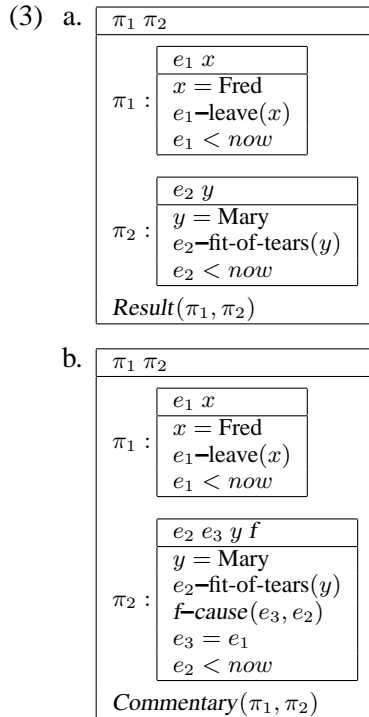 (3) a. π₁ π₂
e₁ x
π₁ : x = Fred
e₁–leave(x)
e₁ < now
e₂ y
y = Mary
π₂ : e₂–fit-of-tears(y)
e₂ < now
Result(π₁, π₂)
b. π₁ π₂
e₁ x
x = Fred
π₁ : e₁–leave(x)
e₁ < now
e₂ e₃ y f
y = Mary
e₂–fit-of-tears(y)
π₂ : f–cause(e₃, e₂)
e₃ = e₁
e₂ < now
Commentary(π₁, π₂)